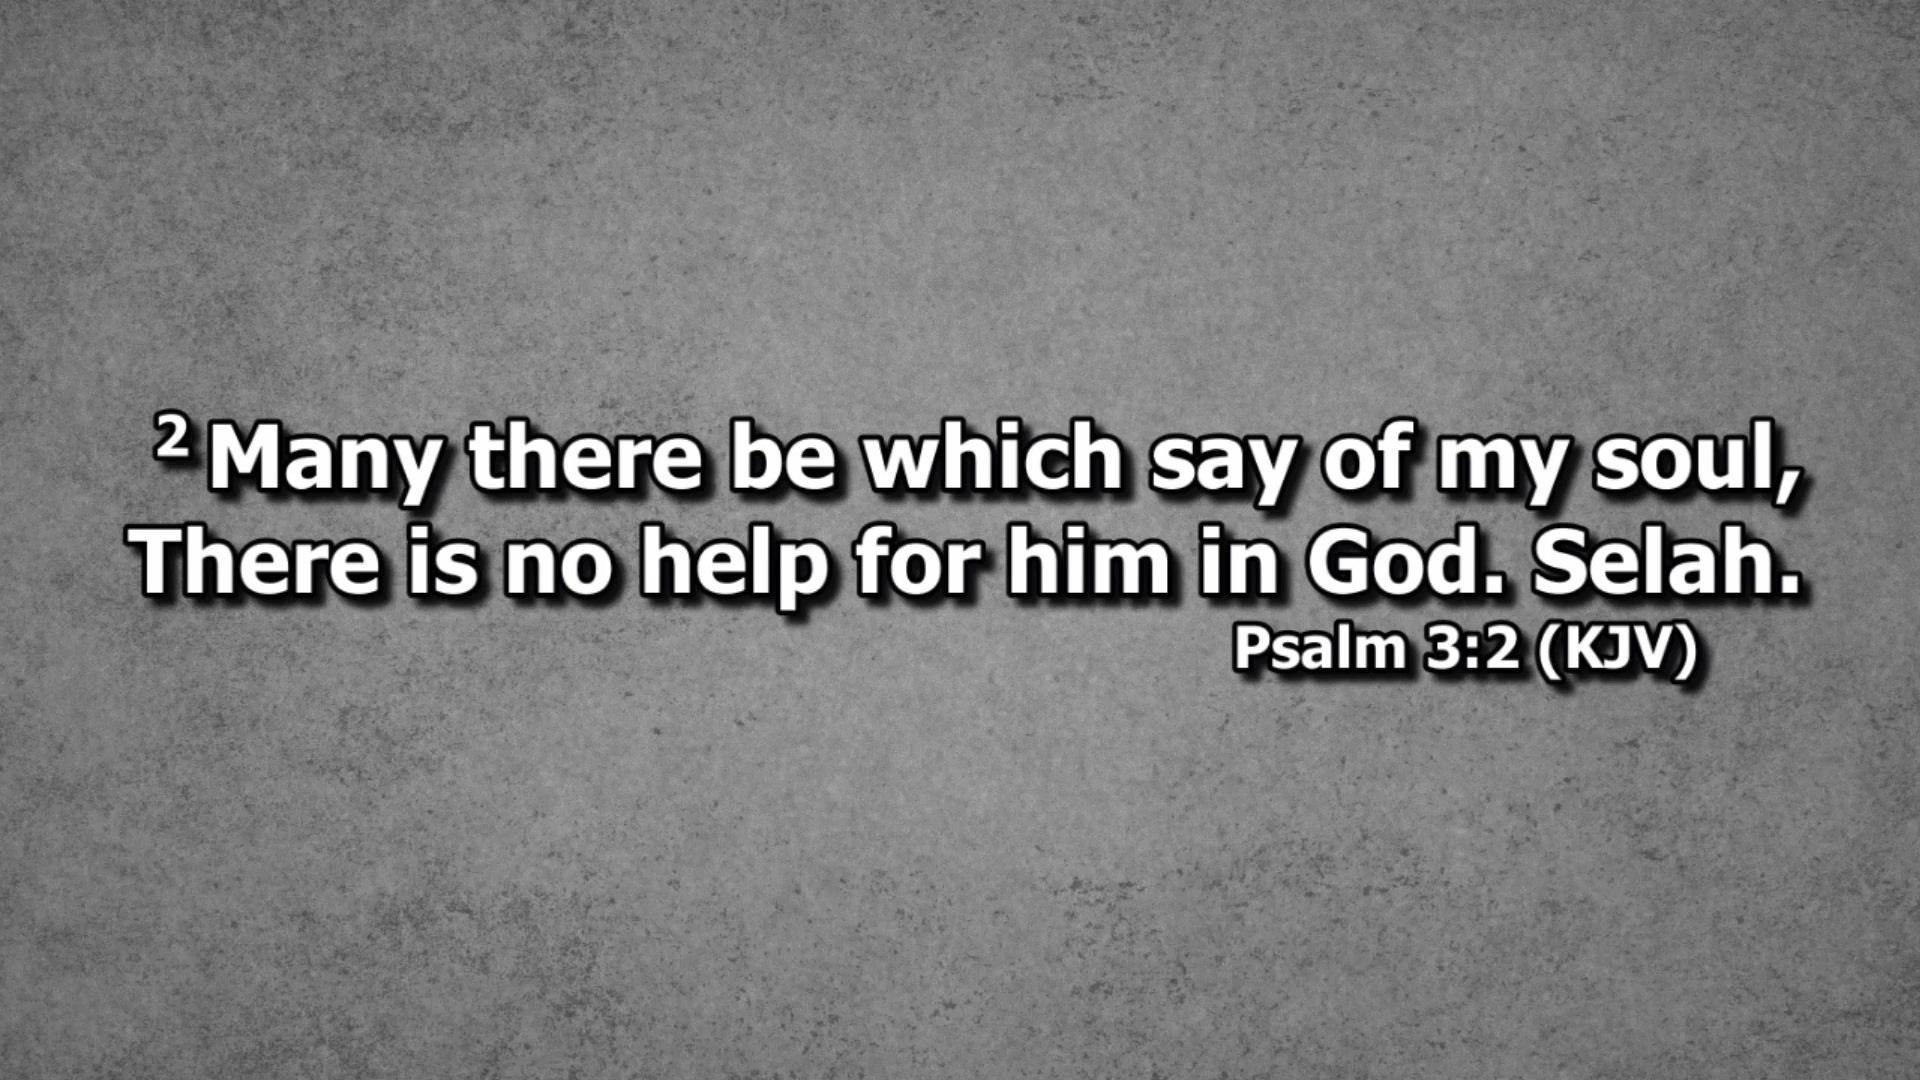 2 Many there be which say of my soul,
There is no help for him in God. Selah.
Psalm 3:2 (KJV)